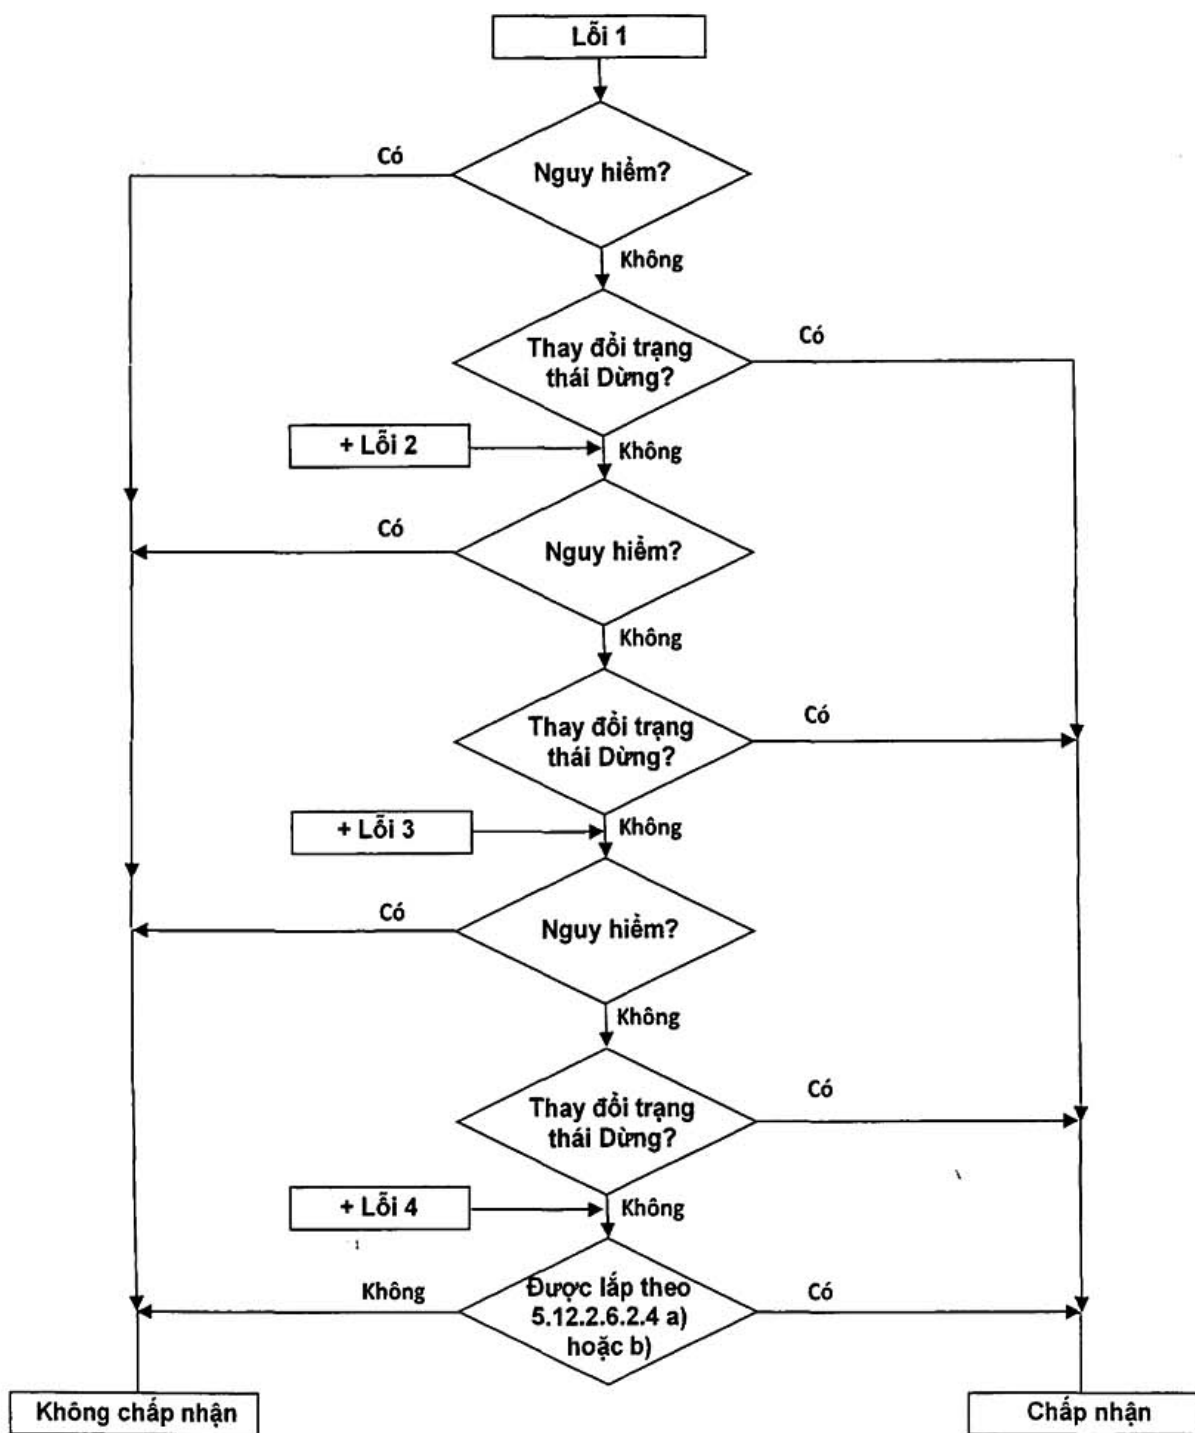 Lỗi 1
Có
Nguy hiểm?
Không
Thay đổi trạng
thái Dừng?
Có
+ Lỗi 2
Không
Có
Nguy hiểm?
Không
Thay đổi trạng
thái Dừng?
Có
+ Lỗi 3
Không
Có
Nguy hiểm?
Không
Thay đổi trạng
thái Dừng?
Có
+ Lỗi 4
Không
Không
Được lắp theo
5.12.2.6.2.4 a)
hoặc b)
Có
Không chấp nhận
Chấp nhận